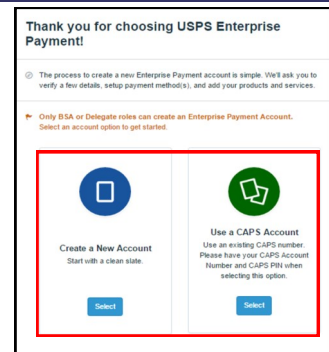 Thank you for choosing USPS Enterprise
Payment!
The process to create a new Enterprise Payment account is simple. We'll ask you to
verify a few details, setup payment method(s), and add your products and services.
Only BSA or Delegate roles can create an Enterprise Payment Account.
Select an account option to get started.
Create a New Account
Start with a clean slate.
Select
Use a CAPS Account
Use an existing CAPS number.
Please have your CAPS Account
Number and CAPS PIN when
selecting this option.
Select